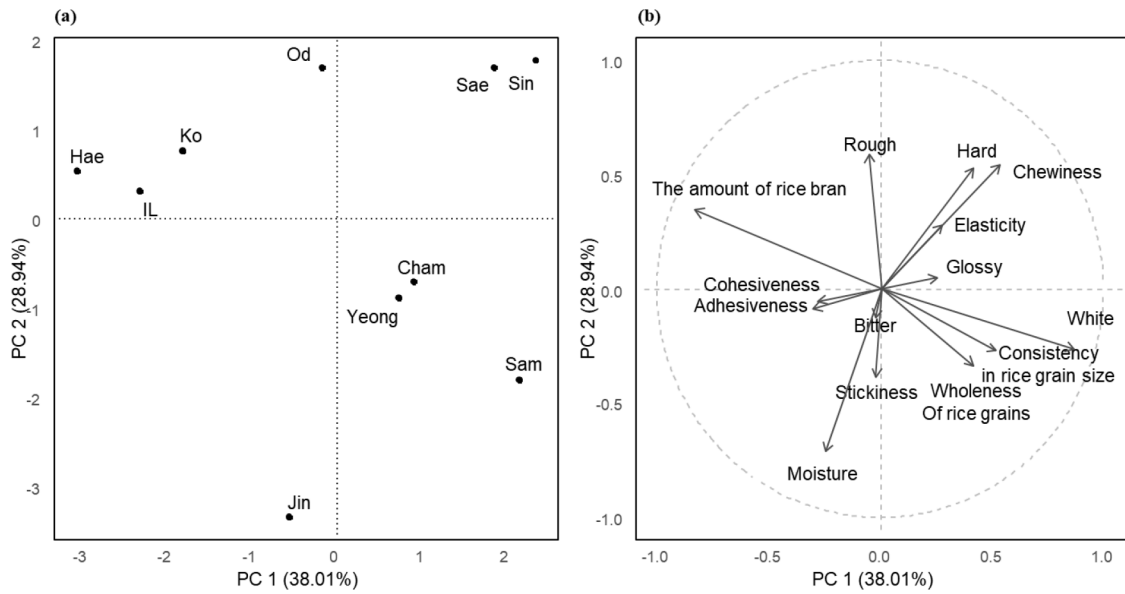 (a)
2
1
0
-1
-2
-3
PC 2 (28.94%)
Od
Sae
Sin
Ko
Hae
IL
Cham
Yeong
Sam
Jin
-3
-2
-1
0
1
2
PC 1 (38.01%)
(b)
1.0
0.5
0.0
-0.5
-1.0
PC 2 (28.94%)
Rough
Hard
Chewiness
The amount of rice bran
Elasticity
Glossy
Cohesiveness
Adhesiveness
Bitter
White
Consistency
in rice grain size
Stickiness
Wholeness
Of rice grains
Moisture
-1.0
-0.5
0.0
0.5
1.0
PC 1 (38.01%)